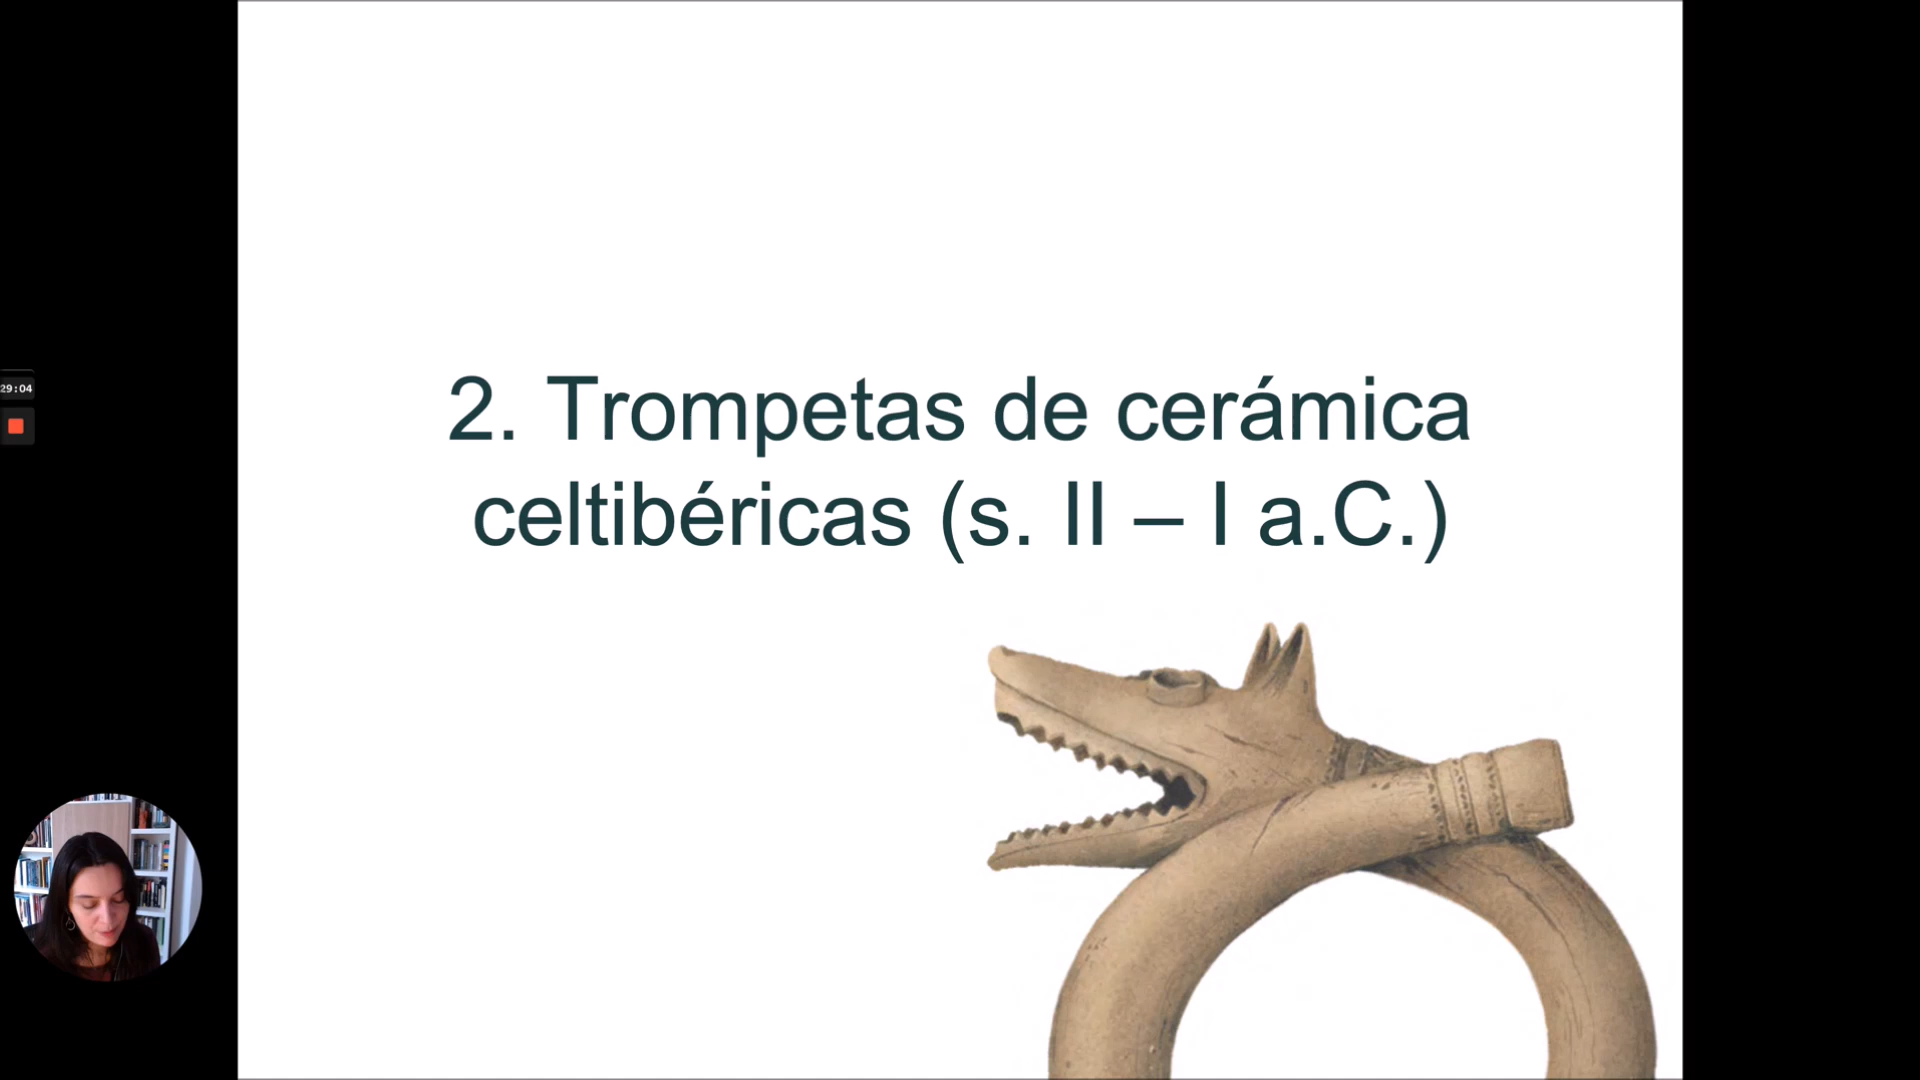 2. Trompetas de cerámica
celtibéricas (s. II – I a.C.)
29:04